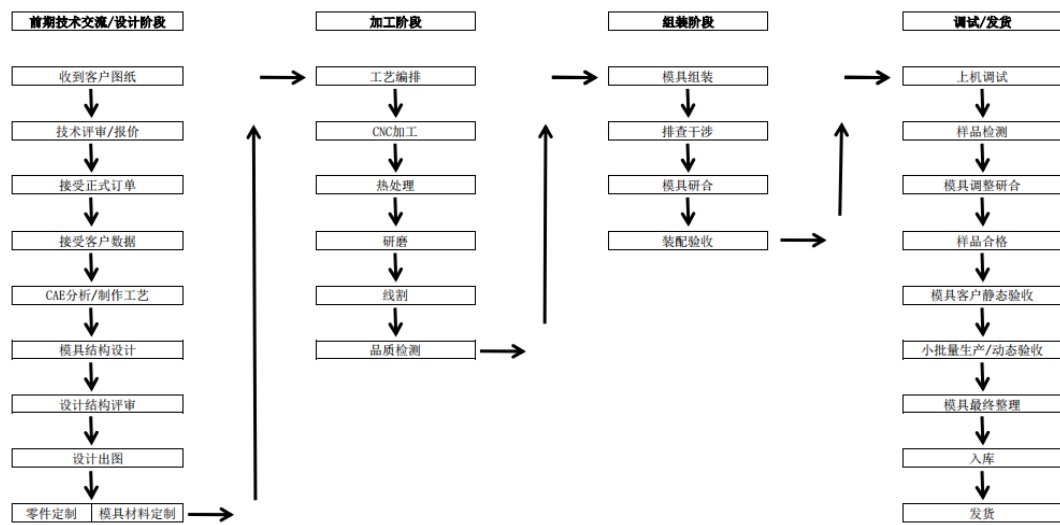 前期技术交流/设计阶段
收到客户图纸
技术评审/报价
接受正式订单
接受客户数据
CAE分析/制作工艺
模具结构设计
设计结构评审
设计出图
零件定制 模具材料定制
加工阶段
工艺编排
CNC加工
热处理
研磨
线割
品质检测
组装阶段
模具组装
排查干涉
模具研合
装配验收
调试/发货
上机调试
样品检测
模具调整研合
样品合格
模具客户静态验收
小批量生产/动态验收
模具最终整理
入库
发货